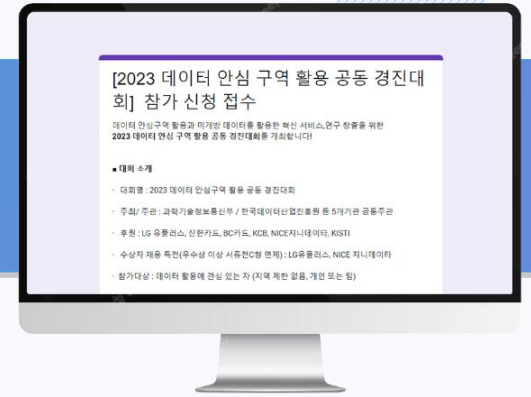 [2023 데이터 안심 구역 활용 공동 경진대
회] 참가 신청 접수
데이터 안심구역 활용과 미개방 데이터를 활용한 혁신 서비스,연구 창출을 위한
2023 데이터 안심 구역 활용 공동 경진대회를 개최합니다!
■ 대회 소개
· 대회명 : 2023 데이터 안심구역 활용 공동 경진대회
· 주최/ 주관 : 과학기술정보통신부 / 한국데이터산업진흥원 등 5개기관 공동주관
· 후원 : LG 유플러스, 신한카드, BC카드, KCB, NICE지니데이타, KISTI
· 수상자 채용 특전(우수상 이상 서류전형 면제) : LG유플러스, NICE 지니데이타
· 참가대상 : 데이터 활용에 관심 있는 자 (지역 제한 없음, 개인 또는 팀)